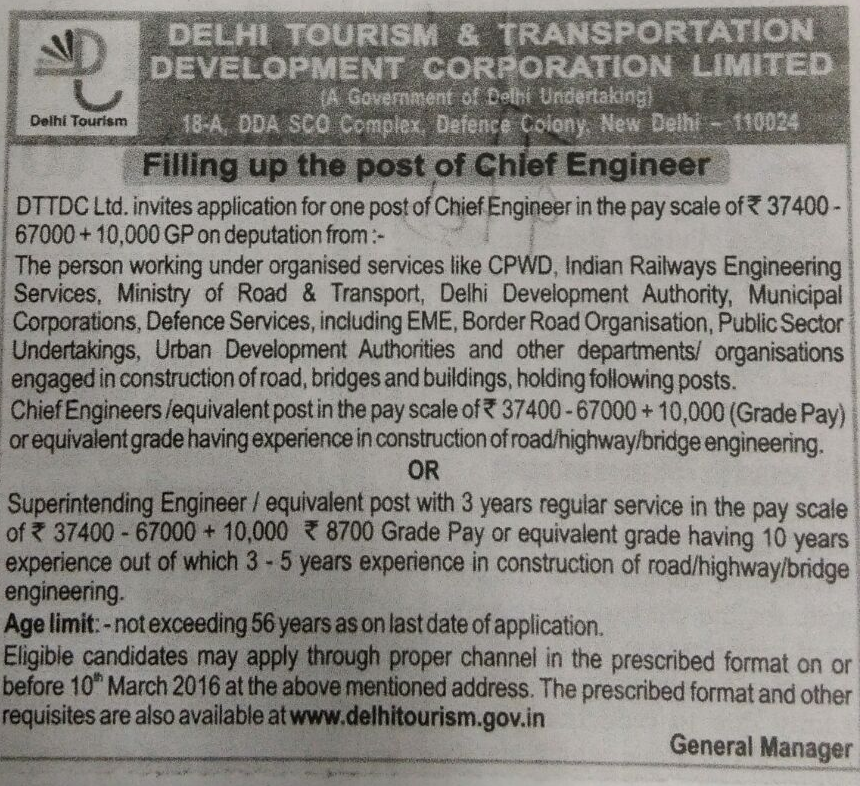 DELHI TOURISM & TRANSPORTATION
DEVELOPMENT CORPORATION LIMITED
(A Government of Delhi Undertaking)
18-A, DDA SCO Complex, Defence Colony, New Delhi – 110024
Delhi Tourism
Filling up the post of Chief Engineer
DTTDC Ltd. invites application for one post of Chief Engineer in the pay scale of ₹ 37400 -
67000 + 10,000 GP on deputation from :-
The person working under organised services like CPWD, Indian Railways Engineering
Services, Ministry of Road & Transport, Delhi Development Authority, Municipal
Corporations, Defence Services, including EME, Border Road Organisation, Public Sector
Undertakings, Urban Development Authorities and other departments/ organisations
engaged in construction of road, bridges and buildings, holding following posts.
Chief Engineers /equivalent post in the pay scale of ₹ 37400 - 67000 + 10,000 (Grade Pay)
or equivalent grade having experience in construction of road/highway/bridge engineering.
OR
Superintending Engineer / equivalent post with 3 years regular service in the pay scale
of ₹ 37400 - 67000 + 10,000 ₹ 8700 Grade Pay or equivalent grade having 10 years
experience out of which 3 - 5 years experience in construction of road/highway/bridge
engineering.
Age limit: - not exceeding 56 years as on last date of application.
Eligible candidates may apply through proper channel in the prescribed format on or
before 10th March 2016 at the above mentioned address. The prescribed format and other
requisites are also available at www.delhitourism.gov.in
General Manager